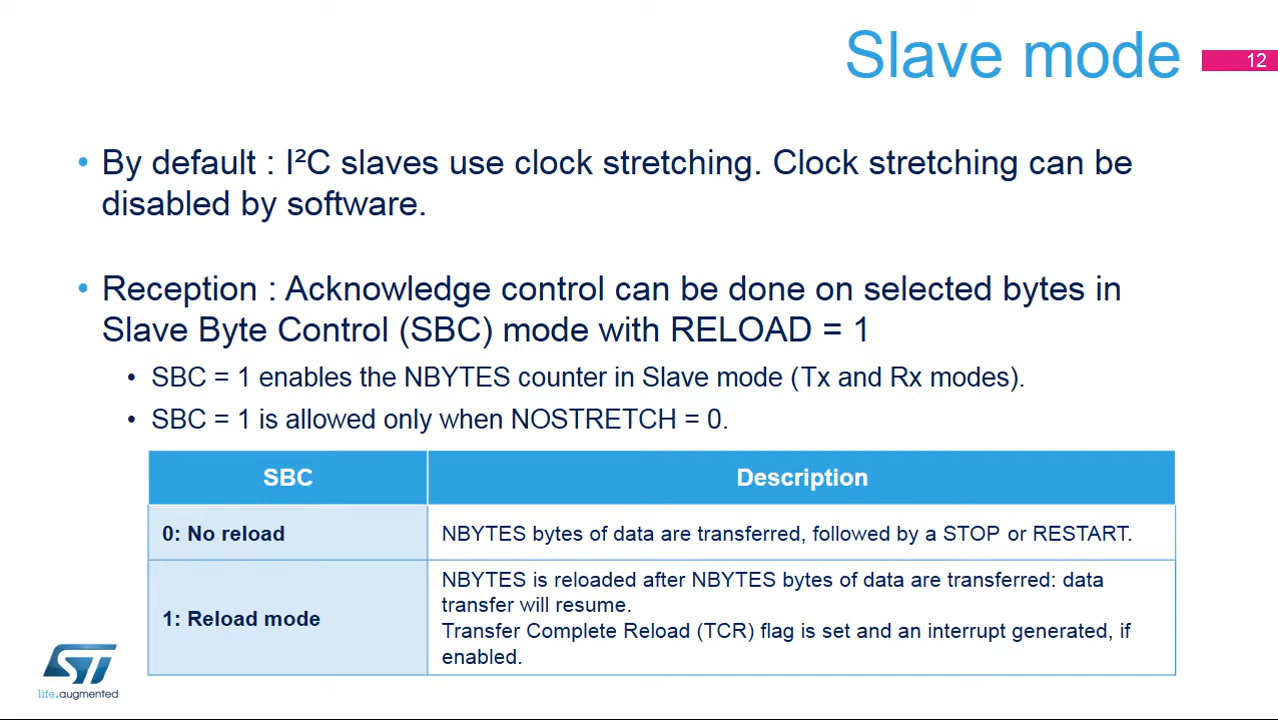 Slave mode
12
• By default : I²C slaves use clock stretching. Clock stretching can be
disabled by software.
• Reception : Acknowledge control can be done on selected bytes in
Slave Byte Control (SBC) mode with RELOAD = 1
• SBC = 1 enables the NBYTES counter in Slave mode (Tx and Rx modes).
• SBC = 1 is allowed only when NOSTRETCH = 0.
SBC
Description
0: No reload
NBYTES bytes of data are transferred, followed by a STOP or RESTART.
1: Reload mode
NBYTES is reloaded after NBYTES bytes of data are transferred: data
transfer will resume.
Transfer Complete Reload (TCR) flag is set and an interrupt generated, if
enabled.
ST
life.augmented